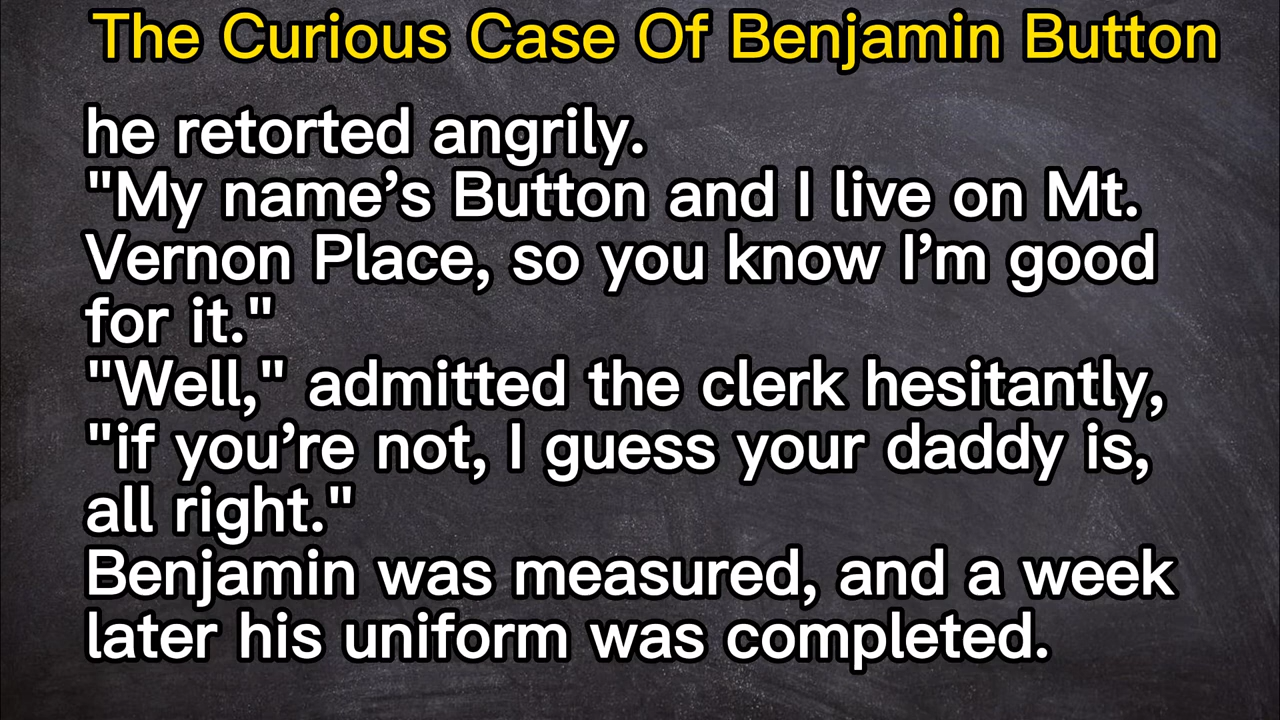 The Curious Case Of Benjamin Button
he retorted angrily.
"My name’s Button and I live on Mt.
Vernon Place, so you know I’m good
for it."
"Well," admitted the clerk hesitantly,
"if you’re not, I guess your daddy is,
all right."
Benjamin was measured, and a week
later his uniform was completed.